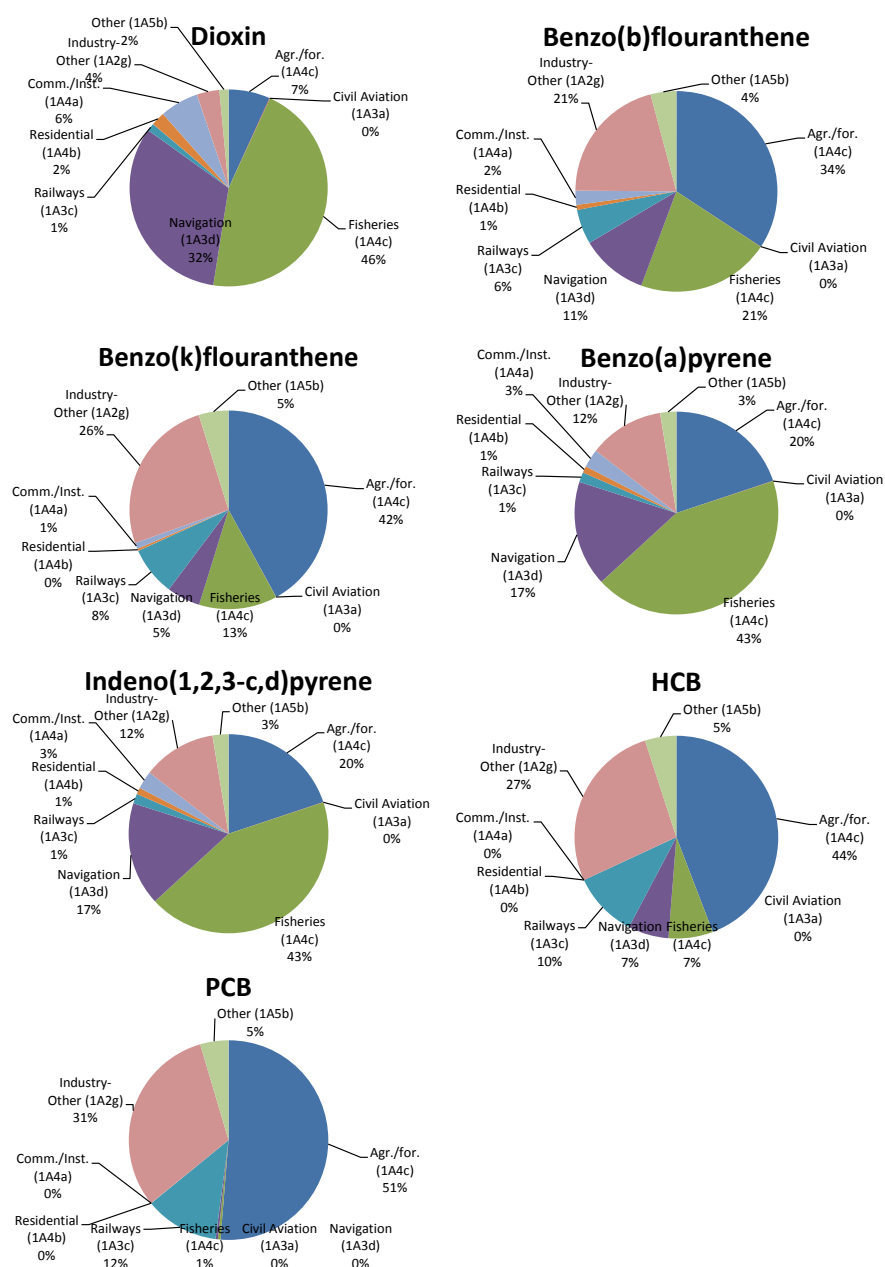 Dioxin
Other (1A5b)
2%
Industry-
Other (1A2g)
4%
Comm./Inst.
(1A4a)
6%
Residential
(1A4b)
2%
Railways
(1A3c)
1%
Navigation
(1A3d)
32%
Agr./for.
(1A4c)
7%
Civil Aviation
(1A3a)
0%
Fisheries
(1A4c)
46%
Benzo(b)flouranthene
Industry-
Other (1A2g)
21%
Other (1A5b)
4%
Comm./Inst.
(1A4a)
2%
Residential
(1A4b)
1%
Railways
(1A3c)
6%
Navigation
(1A3d)
11%
Agr./for.
(1A4c)
34%
Civil Aviation
(1A3a)
0%
Fisheries
(1A4c)
21%
Benzo(k)flouranthene
Industry-
Other (1A2g)
26%
Other (1A5b)
5%
Comm./Inst.
(1A4a)
1%
Residential
(1A4b)
0%
Railways
(1A3c)
8%
Navigation
(1A3d)
5%
Fisheries
(1A4c)
13%
Agr./for.
(1A4c)
42%
Civil Aviation
(1A3a)
0%
Benzo(a)pyrene
Comm./Inst.
(1A4a)
3%
Industry-
Other (1A2g)
12%
Other (1A5b)
3%
Residential
(1A4b)
1%
Railways
(1A3c)
1%
Navigation
(1A3d)
17%
Agr./for.
(1A4c)
20%
Civil Aviation
(1A3a)
0%
Fisheries
(1A4c)
43%
Indeno(1,2,3-c,d)pyrene
Industry-
Other (1A2g)
12%
Other (1A5b)
3%
Comm./Inst.
(1A4a)
3%
Residential
(1A4b)
1%
Railways
(1A3c)
1%
Navigation
(1A3d)
17%
Agr./for.
(1A4c)
20%
Civil Aviation
(1A3a)
0%
Fisheries
(1A4c)
43%
HCB
Other (1A5b)
5%
Industry-
Other (1A2g)
27%
Comm./Inst.
(1A4a)
0%
Residential
(1A4b)
0%
Railways
(1A3c)
10%
Navigation
(1A3d)
7%
Fisheries
(1A4c)
7%
Agr./for.
(1A4c)
44%
Civil Aviation
(1A3a)
0%
PCB
Other (1A5b)
5%
Industry-
Other (1A2g)
31%
Comm./Inst.
(1A4a)
0%
Residential
(1A4b)
0%
Railways
(1A3c)
12%
Fisheries
(1A4c)
1%
Civil Aviation
(1A3a)
0%
Navigation
(1A3d)
0%
Agr./for.
(1A4c)
51%